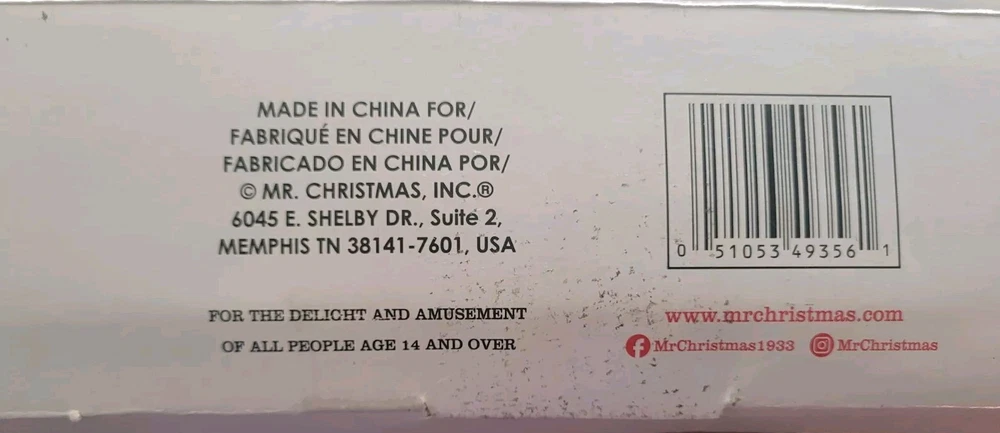 MADE IN CHINA FOR/
FABRIQUÉ EN CHINE POUR/
FABRICADO EN CHINA POR/
© MR. CHRISTMAS, INC.®
6045 E. SHELBY DR., Suite 2,
MEMPHIS TN 38141-7601, USA
FOR THE DELIGHT AND AMUSEMENT
OF ALL PEOPLE AGE 14 AND OVER
0 51053 49356 1
www.mrchristmas.com
MrChristmas1933 MrChristmas